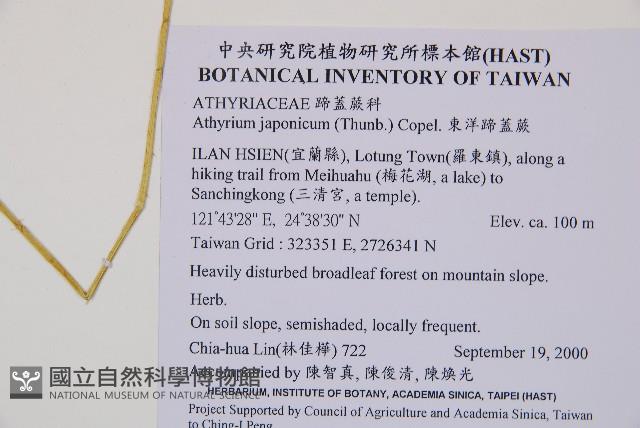 中央研究院植物研究所標本館(HAST)
BOTANICAL INVENTORY OF TAIWAN
ATHYRIACEAE 蹄蓋蕨科
Athyrium japonicum (Thunb.) Copel. 東洋蹄蓋蕨
ILAN HSIEN(宜蘭縣), Lotung Town(羅東鎮), along a
hiking trail from Meihuahu (梅花湖, a lake) to
Sanchingkong (三清宮, a temple).
121°43'28" E, 24°38'30" N Elev. ca. 100 m
Taiwan Grid : 323351 E, 2726341 N
Heavily disturbed broadleaf forest on mountain slope.
Herb.
On soil slope, semishaded, locally frequent.
Chia-hua Lin(林佳樺) 722 September 19, 2000
Accompanied by 陳智真, 陳俊清, 陳煥光
HERBARIUM, INSTITUTE OF BOTANY, ACADEMIA SINICA, TAIPEI (HAST)
Project Supported by Council of Agriculture and Academia Sinica, Taiwan
to Ching-I Peng
國立自然科學博物館
NATIONAL MUSEUM OF NATURAL SCIENCE